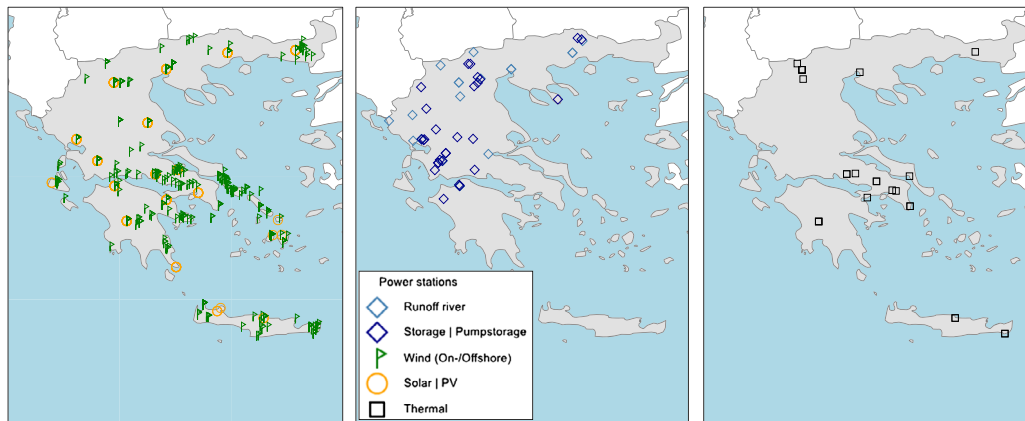 Power stations
Runoff river
Storage | Pumpstorage
Wind (On-/Offshore)
Solar | PV
Thermal